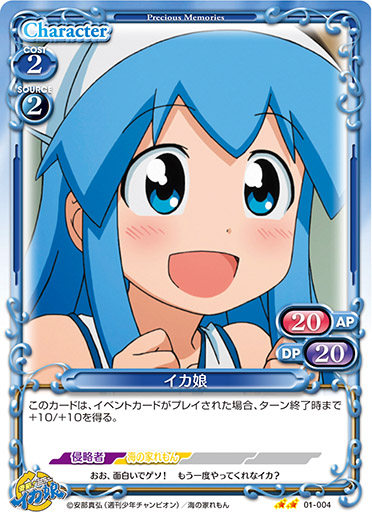 Precious Memories
Character
COST
2
SOURCE
2
20 AP
DP 20
イカ娘
このカードは、イベントカードがプレイされた場合、ターン終了時まで
+10/+10を得る。
侵略者 海の家れもん
おお、面白いでゲソ！ もう一度やってくれなイカ？
イカ娘
©安部真弘（週刊少年チャンピオン）／海の家れもん
01-004